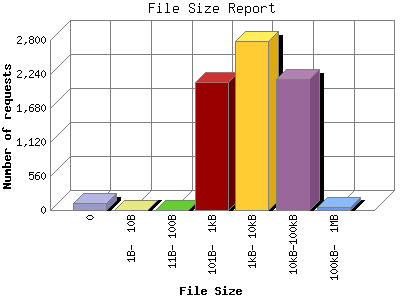 File Size Report
Number of requests
2,800
2,240
1,680
1,120
560
0
0
1B- 10B
11B- 100B
101B- 1kB
1kB- 10kB
10kB-100kB
100kB- 1MB
File Size